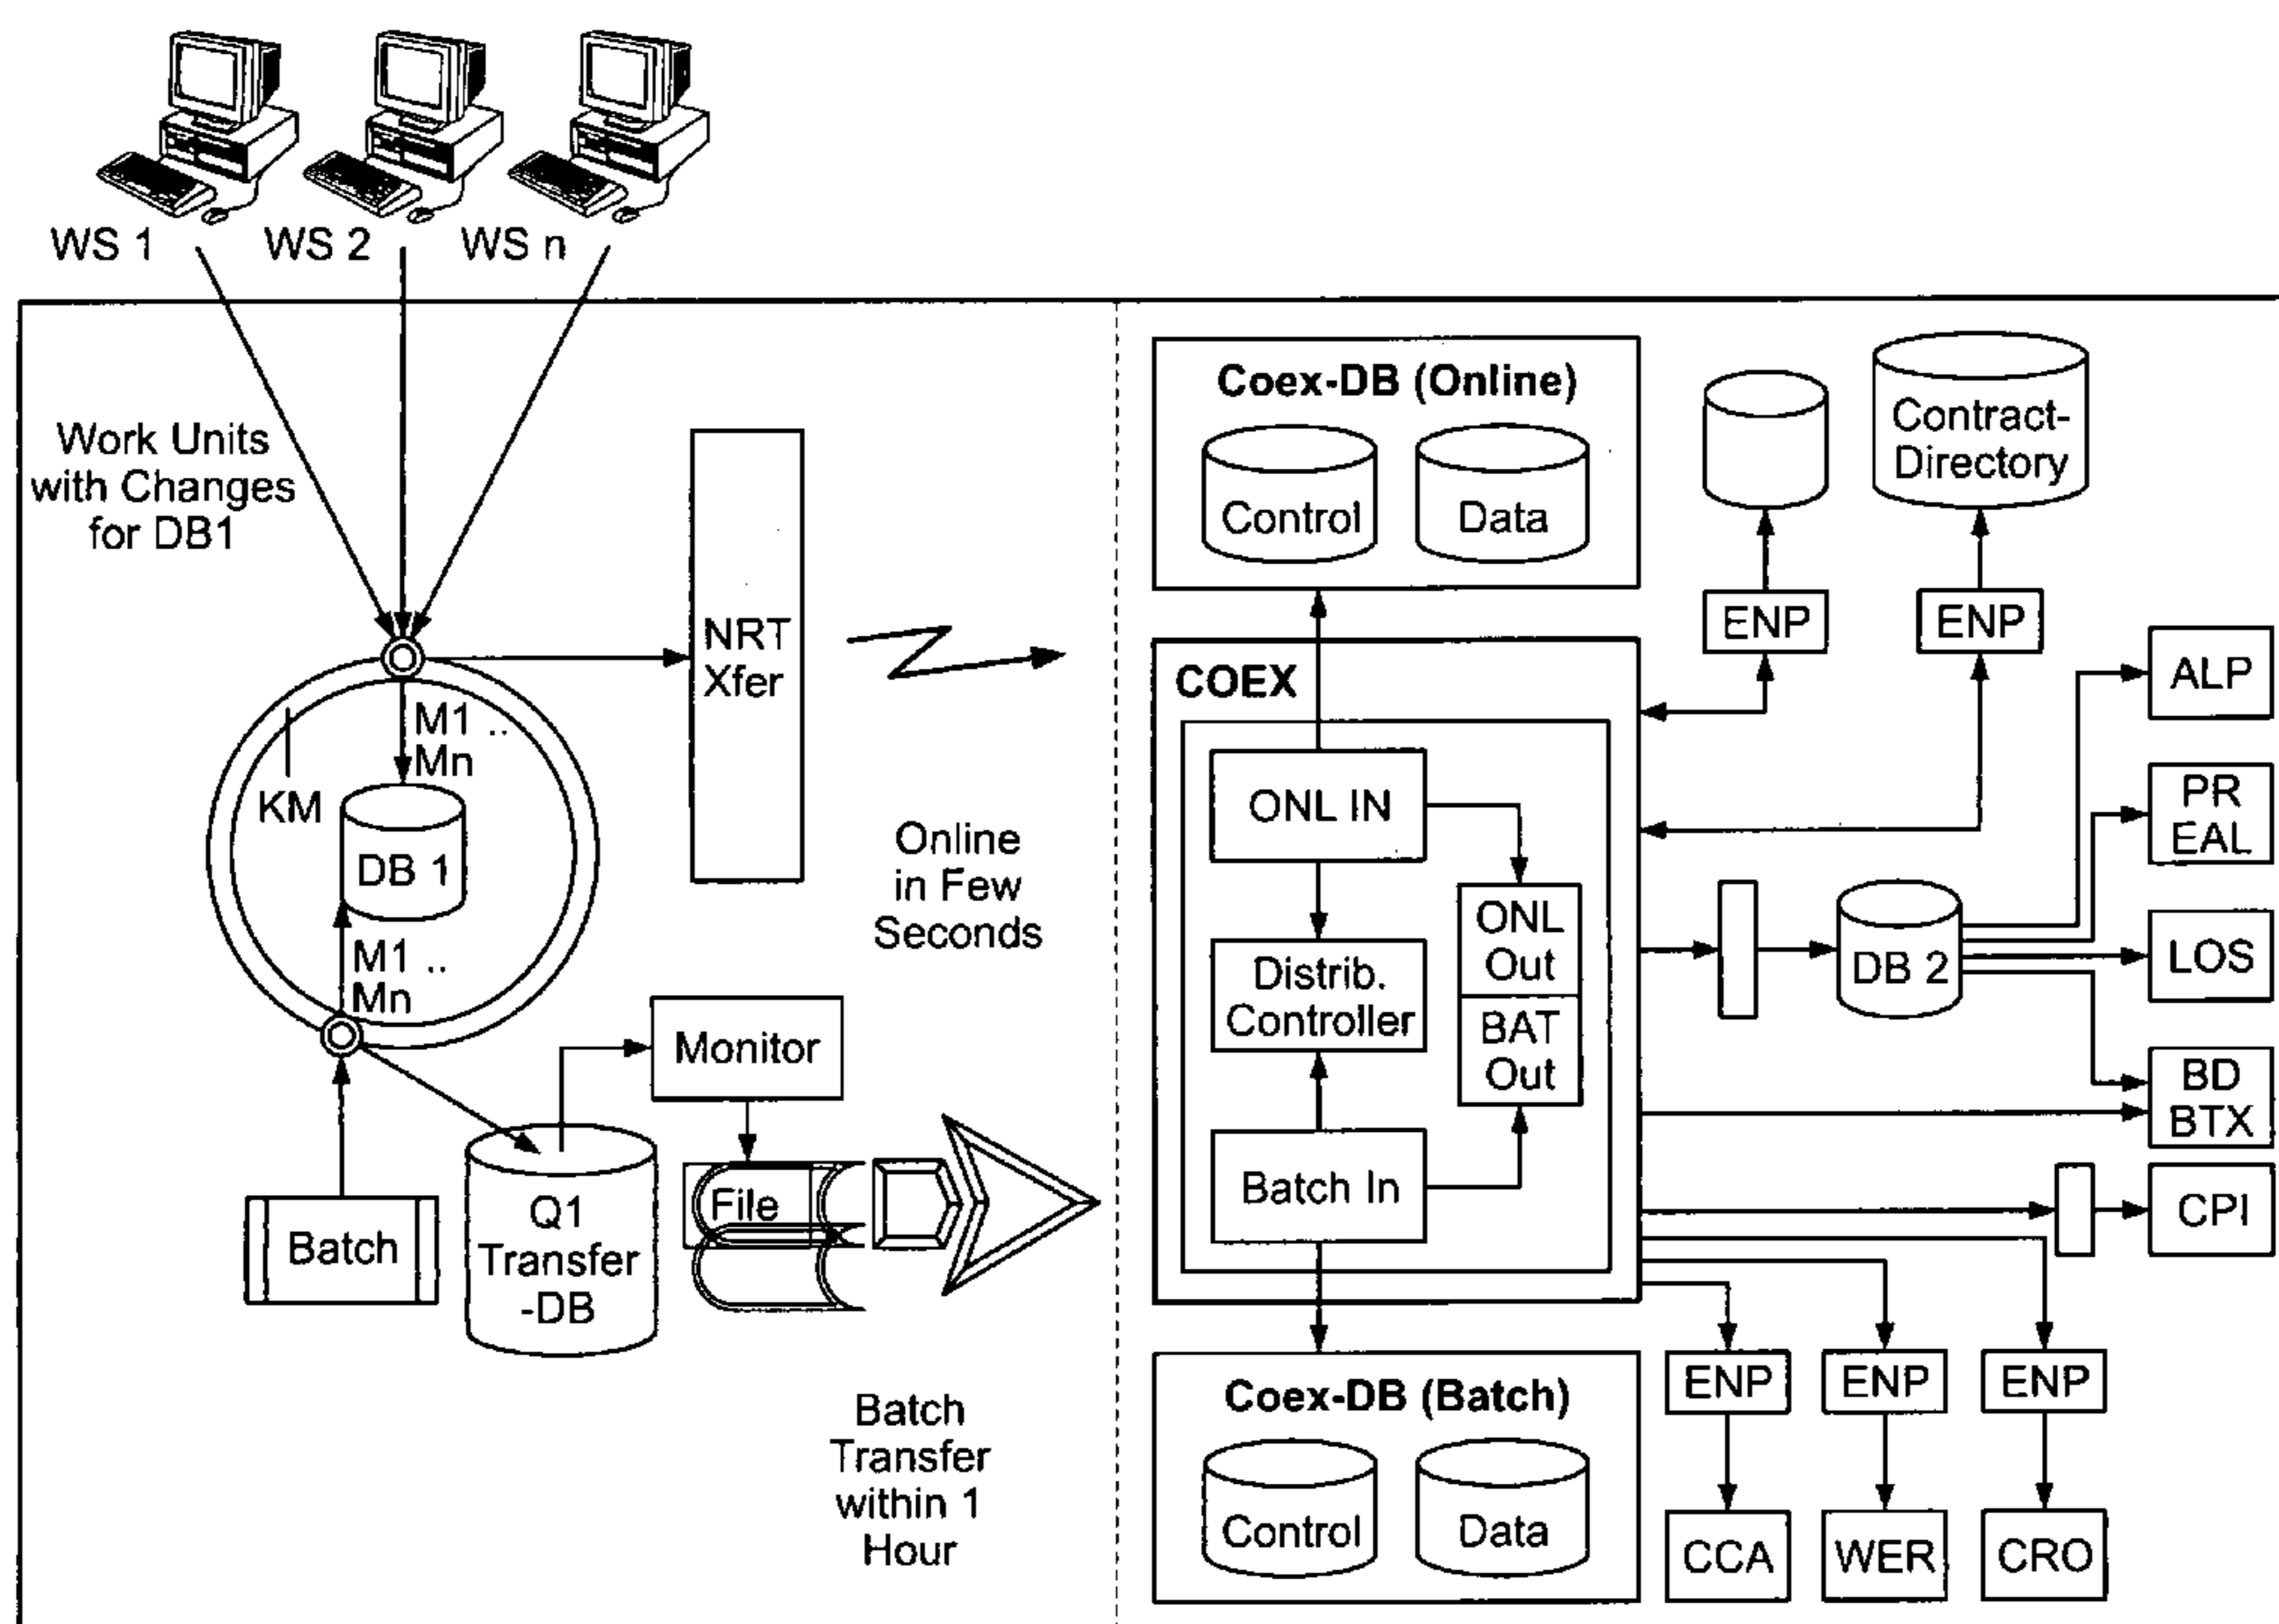 WS 1
WS 2
WS n
Work Units
with Changes
for DB1
NRT
Xfer
M1 ..
Mn
KM
DB 1
M1 ..
Mn
Online
in Few
Seconds
Monitor
File
Batch
Q1
Transfer
-DB
Batch
Transfer
within 1
Hour
Coex-DB (Online)
Control
Data
COEX
ONL IN
ONL
Out
Distrib.
Controller
BAT
Out
Batch In
Coex-DB (Batch)
Control
Data
Contract-
Directory
ENP
ENP
DB 2
ALP
PR
EAL
LOS
BD
BTX
CPI
ENP
ENP
ENP
CCA
WER
CRO